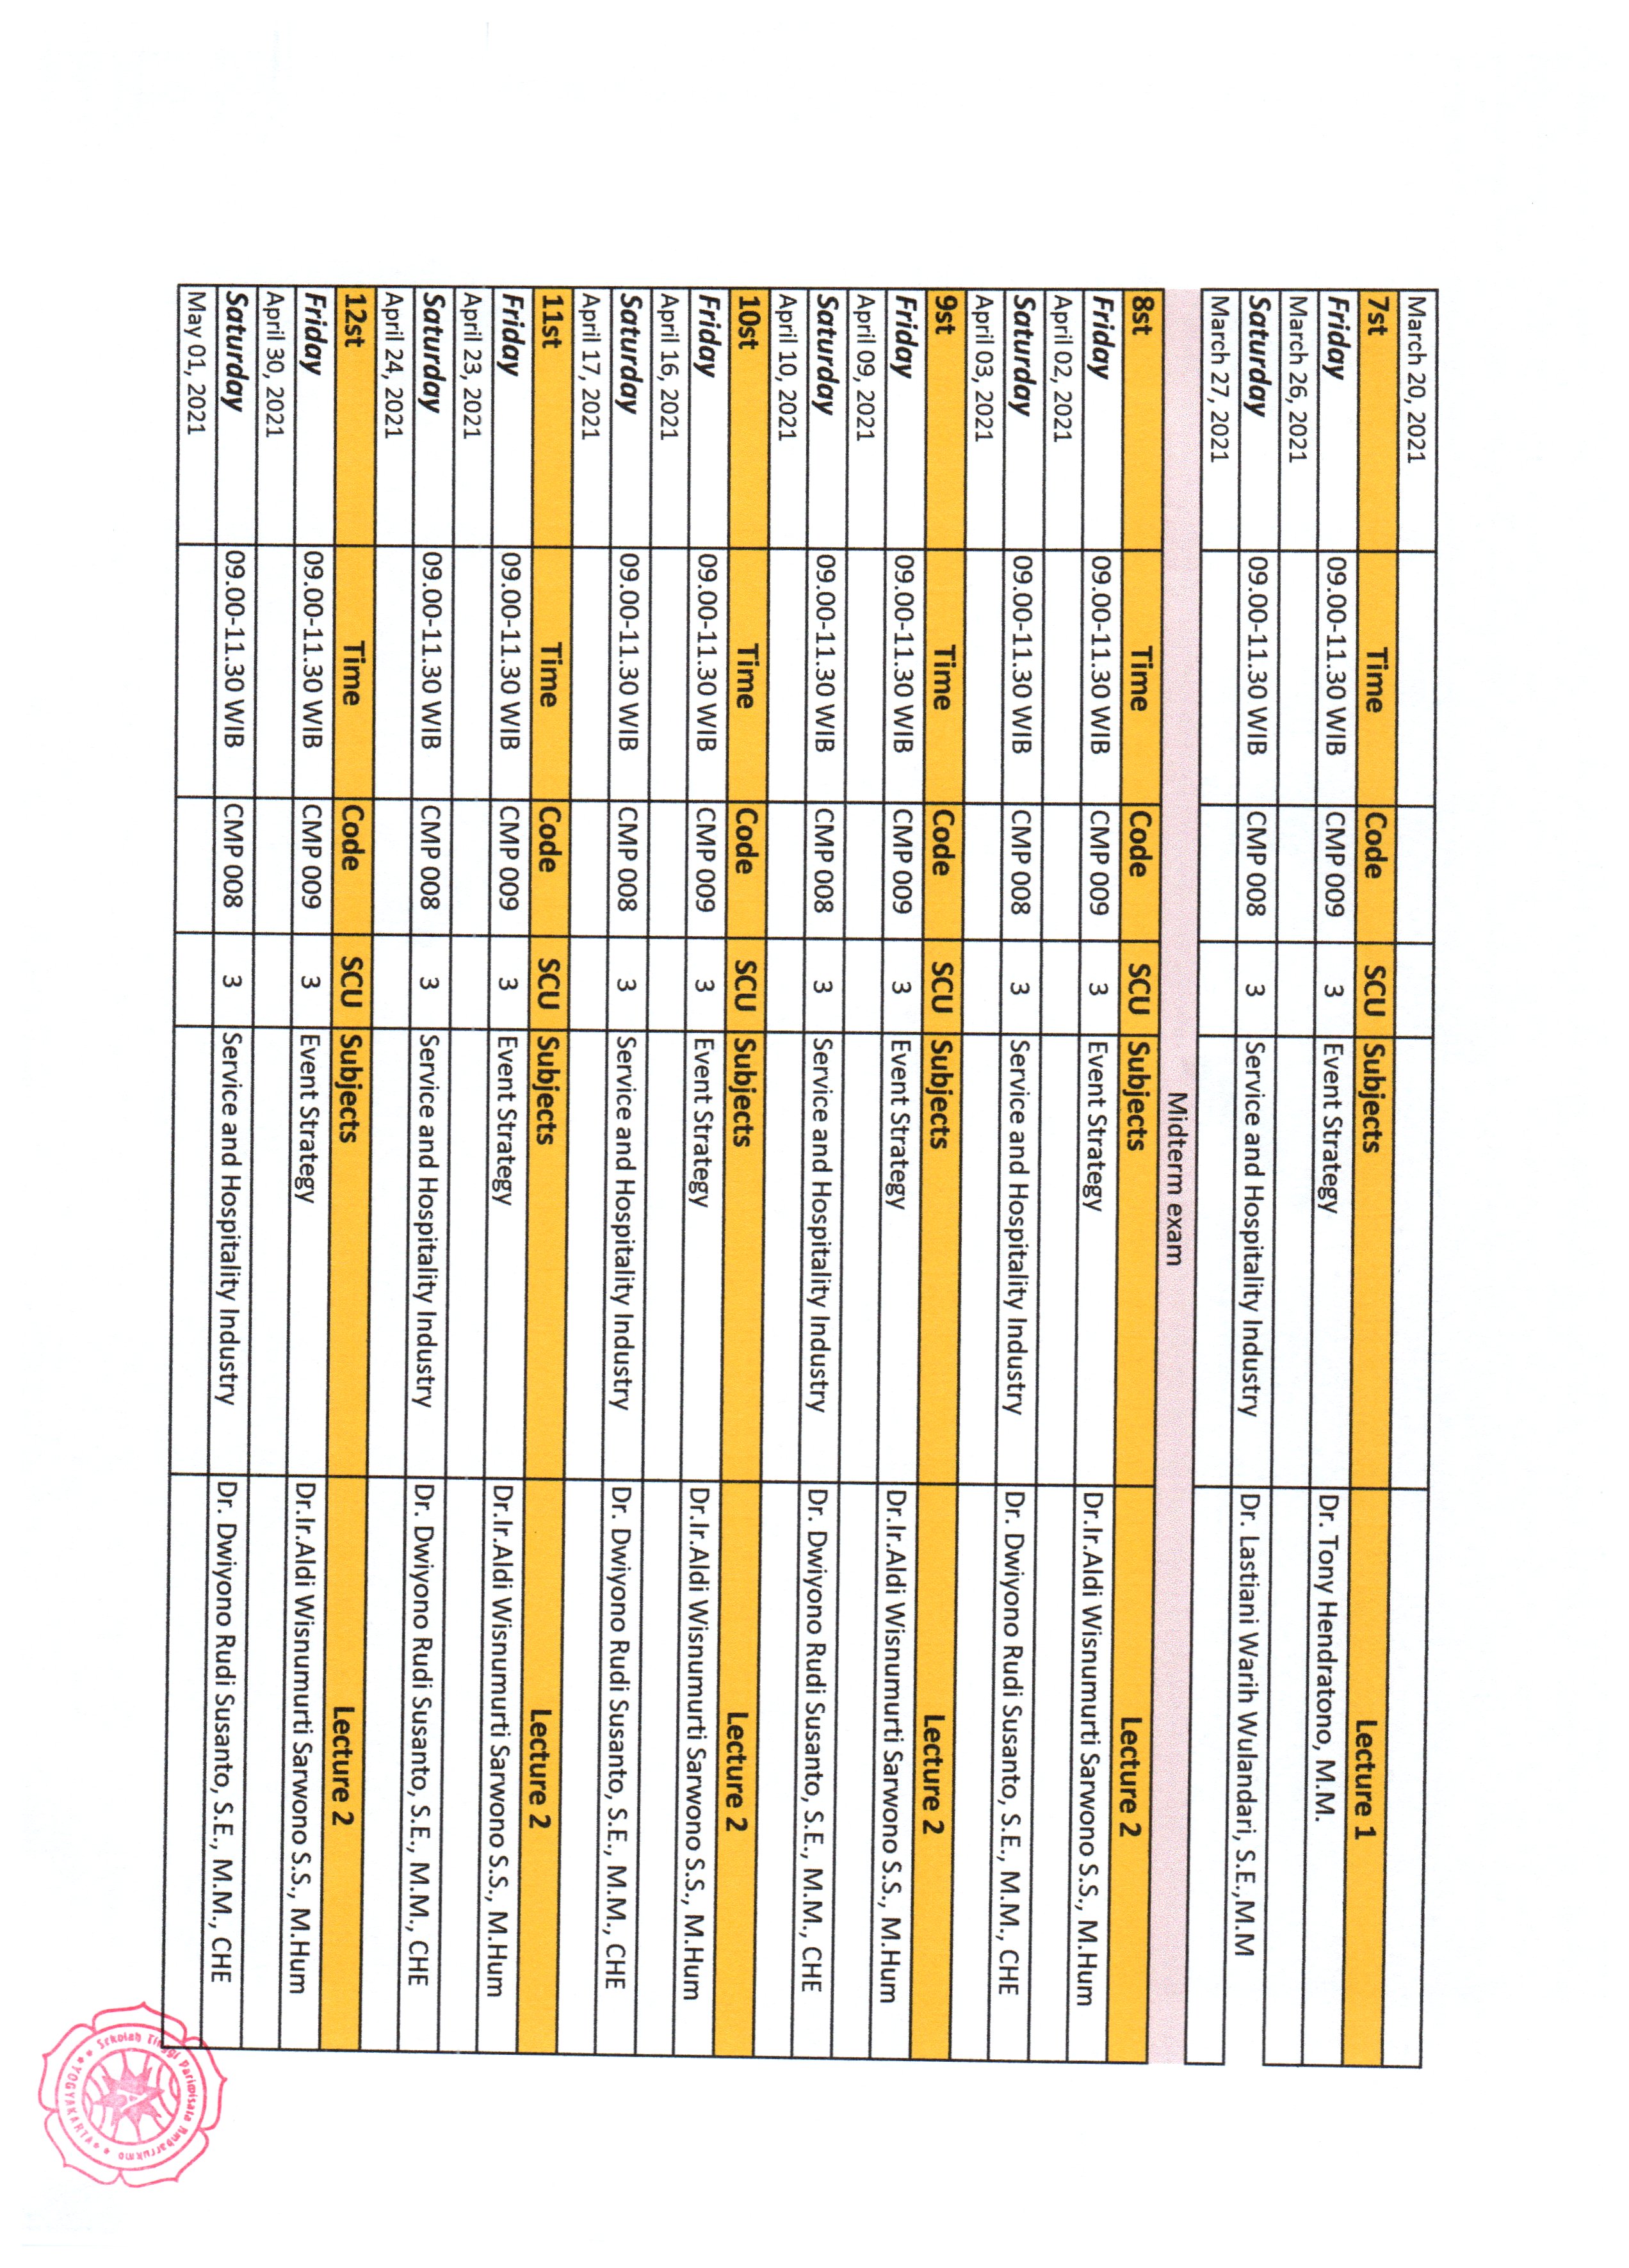 March 20, 2021
7st Time Code SCU Subjects Lecture 1
Friday 09.00-11.30 WIB CMP 009 3 Event Strategy Dr. Tony Hendratono, M.M.
March 26, 2021
Saturday 09.00-11.30 WIB CMP 008 3 Service and Hospitality Industry Dr. Lastiani Warih Wulandari, S.E.,M.M
March 27, 2021
Midterm exam
8st Time Code SCU Subjects Lecture 2
Friday 09.00-11.30 WIB CMP 009 3 Event Strategy Dr.Ir.Aldi Wisnumurti Sarwono S.S., M.Hum
April 02, 2021
Saturday 09.00-11.30 WIB CMP 008 3 Service and Hospitality Industry Dr. Dwiyono Rudi Susanto, S.E., M.M., CHE
April 03, 2021
9st Time Code SCU Subjects Lecture 2
Friday 09.00-11.30 WIB CMP 009 3 Event Strategy Dr.Ir.Aldi Wisnumurti Sarwono S.S., M.Hum
April 09, 2021
Saturday 09.00-11.30 WIB CMP 008 3 Service and Hospitality Industry Dr. Dwiyono Rudi Susanto, S.E., M.M., CHE
April 10, 2021
10st Time Code SCU Subjects Lecture 2
Friday 09.00-11.30 WIB CMP 009 3 Event Strategy Dr.Ir.Aldi Wisnumurti Sarwono S.S., M.Hum
April 16, 2021
Saturday 09.00-11.30 WIB CMP 008 3 Service and Hospitality Industry Dr. Dwiyono Rudi Susanto, S.E., M.M., CHE
April 17, 2021
11st Time Code SCU Subjects Lecture 2
Friday 09.00-11.30 WIB CMP 009 3 Event Strategy Dr.Ir.Aldi Wisnumurti Sarwono S.S., M.Hum
April 23, 2021
Saturday 09.00-11.30 WIB CMP 008 3 Service and Hospitality Industry Dr. Dwiyono Rudi Susanto, S.E., M.M., CHE
April 24, 2021
12st Time Code SCU Subjects Lecture 2
Friday 09.00-11.30 WIB CMP 009 3 Event Strategy Dr.Ir.Aldi Wisnumurti Sarwono S.S., M.Hum
April 30, 2021
Saturday 09.00-11.30 WIB CMP 008 3 Service and Hospitality Industry Dr. Dwiyono Rudi Susanto, S.E., M.M., CHE
May 01, 2021
Sekolah Tinggi Pariwisata Ambarrukmo
A
YOGYAKARTA